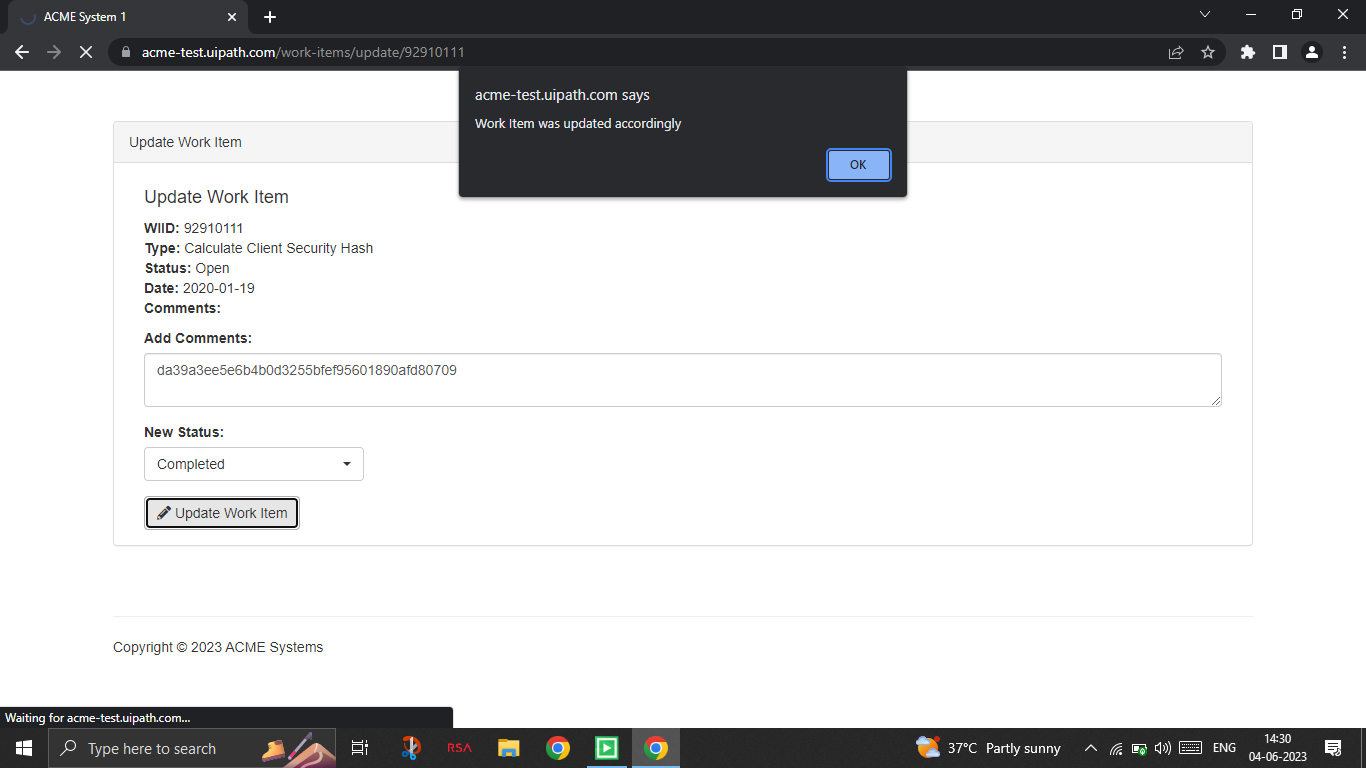 ACME System 1
acme-test.uipath.com/work-items/update/92910111
acme-test.uipath.com says
Work Item was updated accordingly
OK
Update Work Item
Update Work Item
WIID: 92910111
Type: Calculate Client Security Hash
Status: Open
Date: 2020-01-19
Comments:
Add Comments:
da39a3ee5e6b4b0d3255bfef95601890afd80709
New Status:
Completed
Update Work Item
Copyright © 2023 ACME Systems
Waiting for acme-test.uipath.com...
Type here to search
RSA
37°C Partly sunny
ENG
14:30
04-06-2023